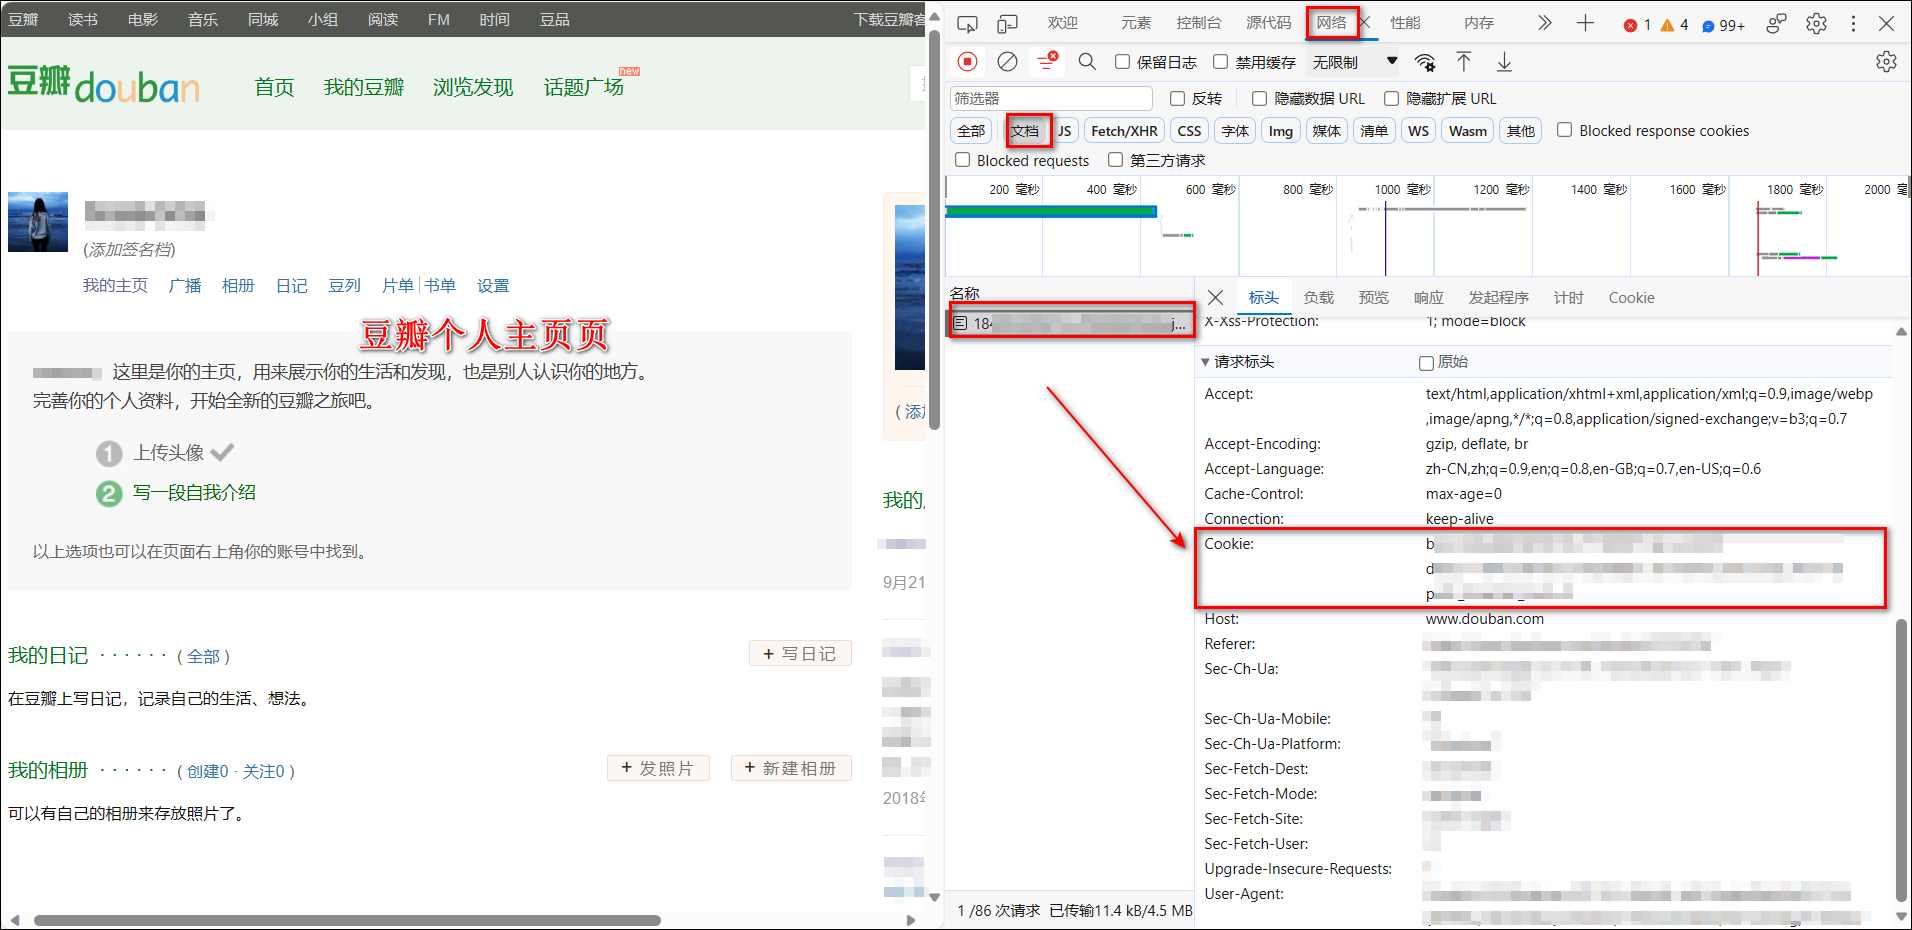 豆瓣 读书 电影 音乐 同城 小组 阅读 FM 时间 豆品 下载豆瓣客
豆瓣 douban 首页 我的豆瓣 浏览发现 话题广场 new
(添加签名档)
我的主页 广播 相册 日记 豆列 片单 书单 设置
豆瓣个人主页页
这里是你的主页，用来展示你的生活和发现，也是别人认识你的地方。
完善你的个人资料，开始全新的豆瓣之旅吧。
1 上传头像
2 写一段自我介绍
以上选项也可以在页面右上角你的账号中找到。
我的日记 · · · · · · ( 全部 )
+ 写日记
在豆瓣上写日记，记录自己的生活、想法。
我的相册 · · · · · · ( 创建0 · 关注0 )
+ 发照片
+ 新建相册
可以有自己的相册来存放照片了。
( 添加
我的
9月21
2018年
欢迎 元素 控制台 源代码 网络 性能 内存 1 4 99+
保留日志 禁用缓存 无限制
筛选器 反转 隐藏数据 URL 隐藏扩展 URL
全部 文档 JS Fetch/XHR CSS 字体 Img 媒体 清单 WS Wasm 其他 Blocked response cookies
Blocked requests 第三方请求
200 毫秒 400 毫秒 600 毫秒 800 毫秒 1000 毫秒 1200 毫秒 1400 毫秒 1600 毫秒 1800 毫秒 2000 毫
名称
18 j...
标头 负载 预览 响应 发起程序 计时 Cookie
X-Xss-Protection: 1; mode=block
请求标头 原始
Accept: text/html,application/xhtml+xml,application/xml;q=0.9,image/webp
,image/apng,*/*;q=0.8,application/signed-exchange;v=b3;q=0.7
Accept-Encoding: gzip, deflate, br
Accept-Language: zh-CN,zh;q=0.9,en;q=0.8,en-GB;q=0.7,en-US;q=0.6
Cache-Control: max-age=0
Connection: keep-alive
Cookie: b
d
p
Host: www.douban.com
Referer:
Sec-Ch-Ua:
Sec-Ch-Ua-Mobile:
Sec-Ch-Ua-Platform:
Sec-Fetch-Dest:
Sec-Fetch-Mode:
Sec-Fetch-Site:
Sec-Fetch-User:
Upgrade-Insecure-Requests:
User-Agent:
1 /86 次请求 已传输11.4 kB/4.5 MB